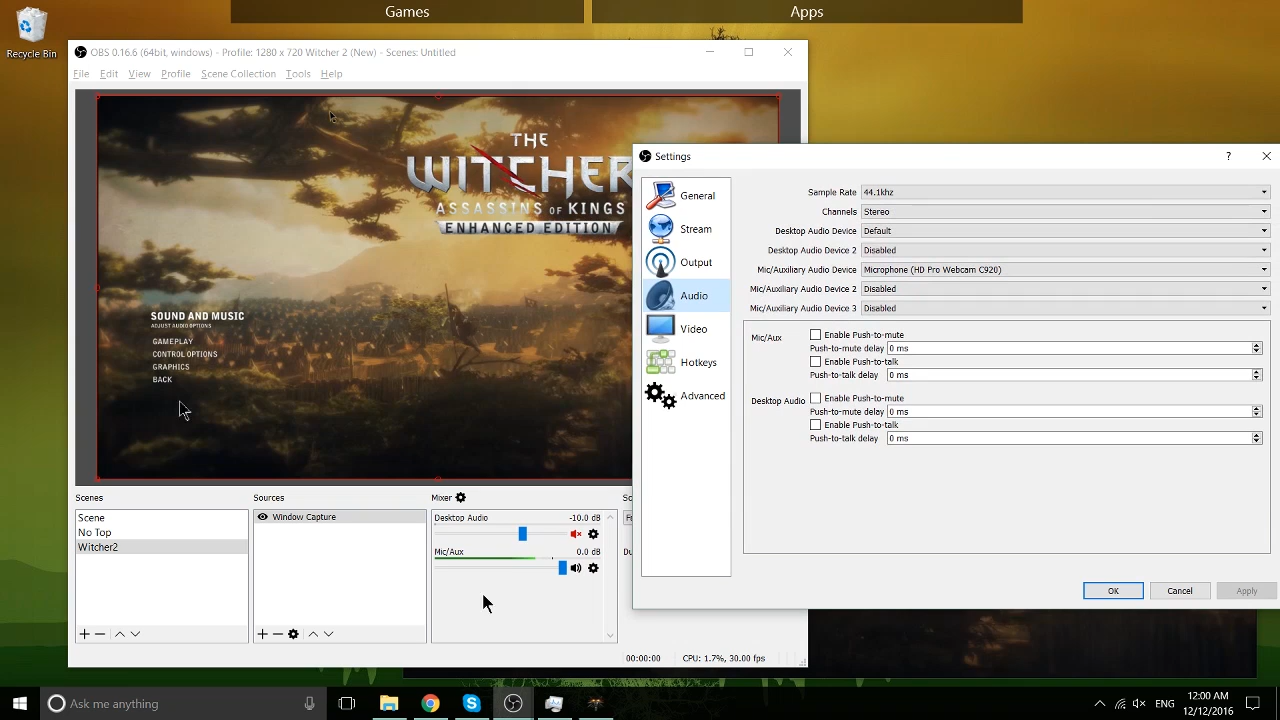 Games
Apps
Recycle Bin
OBS 0.16.6 (64bit, windows) - Profile: 1280 x 720 Witcher 2 (New) - Scenes: Untitled
File Edit View Profile Scene Collection Tools Help
THE
WITCHER
ASSASSINS OF KINGS
ENHANCED EDITION
SOUND AND MUSIC
ADJUST AUDIO OPTIONS
GAMEPLAY
CONTROL OPTIONS
GRAPHICS
BACK
Settings
General
Stream
Output
Audio
Video
Hotkeys
Advanced
Sample Rate 44.1khz
Channels Stereo
Desktop Audio Device Default
Desktop Audio Device 2 Disabled
Mic/Auxiliary Audio Device Microphone (HD Pro Webcam C920)
Mic/Auxiliary Audio Device 2 Disabled
Mic/Auxiliary Audio Device 3 Disabled
Mic/Aux
Enable Push-to-mute
Push-to-mute delay 0 ms
Enable Push-to-talk
Push-to-talk delay 0 ms
Desktop Audio
Enable Push-to-mute
Push-to-mute delay 0 ms
Enable Push-to-talk
Push-to-talk delay 0 ms
OK Cancel Apply
Scenes
Scene
No Top
Witcher2
Sources
Window Capture
Mixer
Desktop Audio -10.0 dB
Mic/Aux 0.0 dB
Sc
Fa
Du
00:00:00 CPU: 1.7%, 30.00 fps
Ask me anything
ENG
12:00 AM
12/12/2016